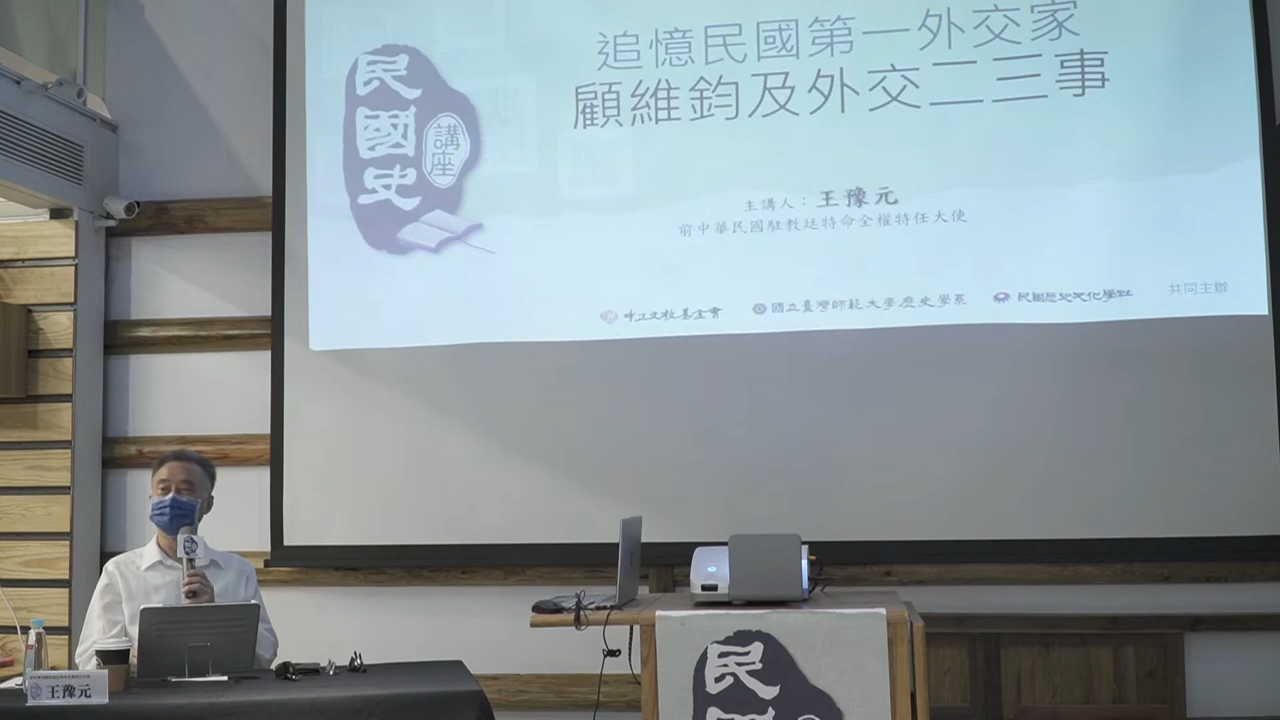 追憶民國第一外交家
顧維鈞及外交二三事
民國史
講座
主講人：王豫元
前中華民國駐教廷特命全權特任大使
中正文教基金會
國立臺灣師範大學歷史學系
民國歷史文化學社
共同主辦
王豫元
民國